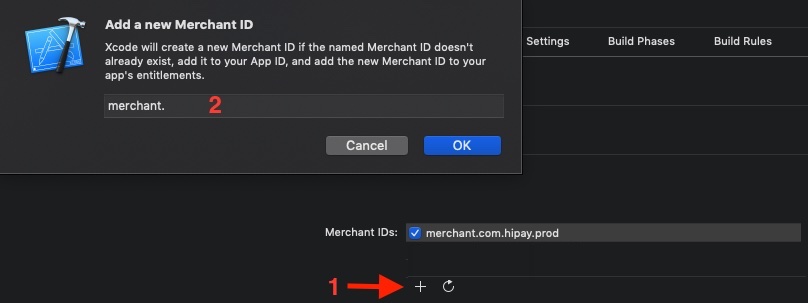 Add a new Merchant ID
Xcode will create a new Merchant ID if the named Merchant ID doesn't
already exist, add it to your App ID, and add the new Merchant ID to your
app's entitlements.
merchant. 2
Cancel OK
Settings Build Phases Build Rules
Merchant IDs: merchant.com.hipay.prod
1 +